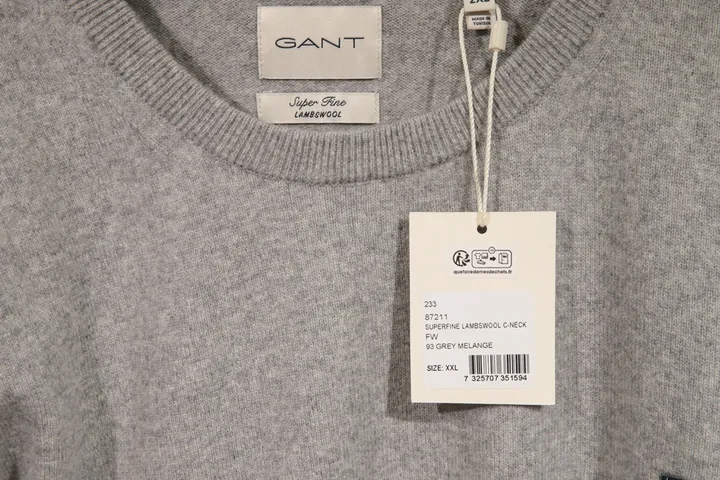 GANT
Super Fine
LAMBSWOOL
2XL
MADE IN
quefairedemesdechets.fr
233
87211
SUPERFINE LAMBSWOOL C-NECK
FW
93 GREY MELANGE
SIZE: XXL
7 325707 351594